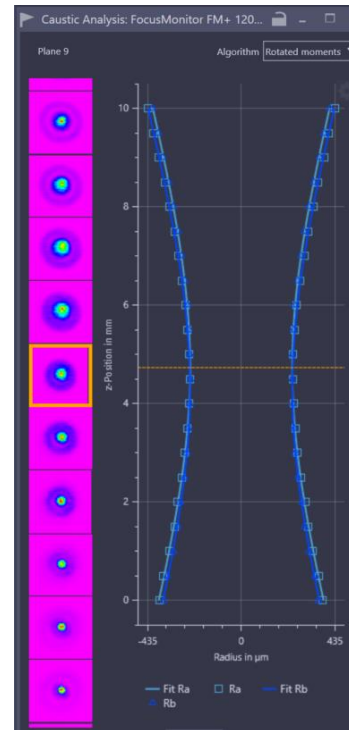 Caustic Analysis: FocusMonitor FM+ 120...
Plane 9
Algorithm Rotated moments
10
8
6
4
2
0
z-Position in mm
-435 0 435
Radius in µm
Fit Ra Ra Fit Rb
Rb